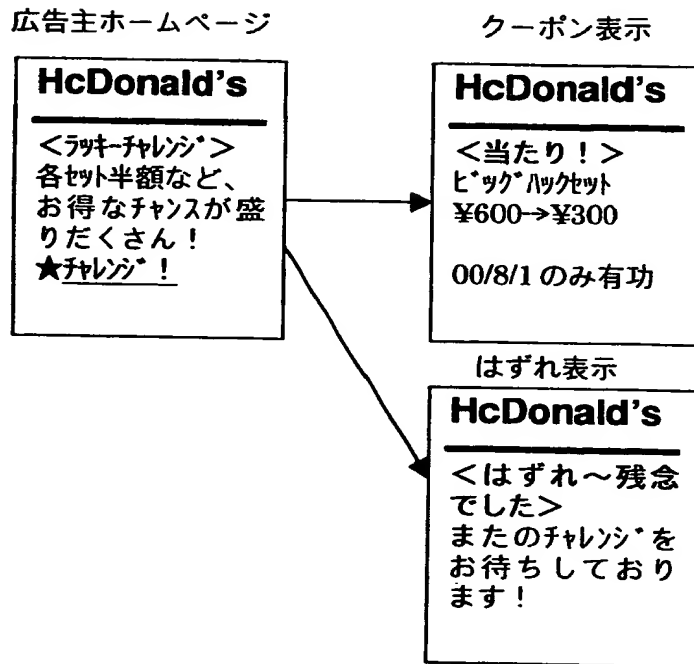 広告主ホームページ
HcDonald's
<ﾗｯｷｰﾁｬﾚﾝｼﾞ>
各ｾｯﾄ半額など、
お得なﾁｬﾝｽが盛
りだくさん！
★ﾁｬﾚﾝｼﾞ！
クーポン表示
HcDonald's
<当たり！>
ﾋﾞｯｸﾞﾊｯｸｾｯﾄ
¥600→¥300
00/8/1 のみ有功
はずれ表示
HcDonald's
<はずれ～残念
でした>
またのﾁｬﾚﾝｼﾞを
お待ちしており
ます！